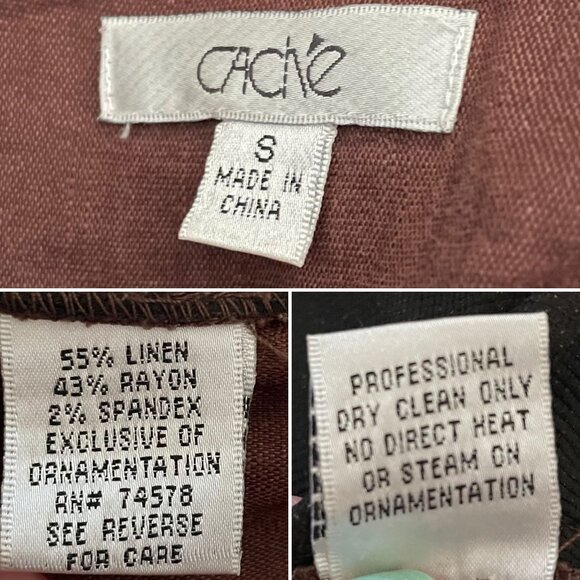 CAché
S
MADE IN
CHINA
55% LINEN
43% RAYON
2% SPANDEX
EXCLUSIVE OF
ORNAMENTATION
RN# 74578
SEE REVERSE
FOR CARE
PROFESSIONAL
DRY CLEAN ONLY
NO DIRECT HEAT
OR STEAM ON
ORNAMENTATION